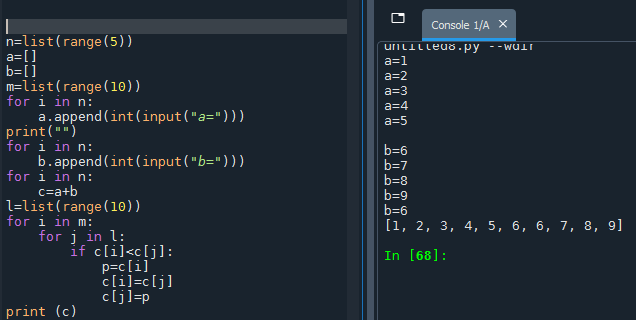 n=list(range(5))
a=[]
b=[]
m=list(range(10))
for i in n:
    a.append(int(input("a=")))
print("")
for i in n:
    b.append(int(input("b=")))
for i in n:
    c=a+b
l=list(range(10))
for i in m:
    for j in l:
        if c[i]<c[j]:
            p=c[i]
            c[i]=c[j]
            c[j]=p
print (c)
Console 1/A
untitled8.py --wdir
a=1
a=2
a=3
a=4
a=5

b=6
b=7
b=8
b=9
b=6
[1, 2, 3, 4, 5, 6, 6, 7, 8, 9]

In [68]: